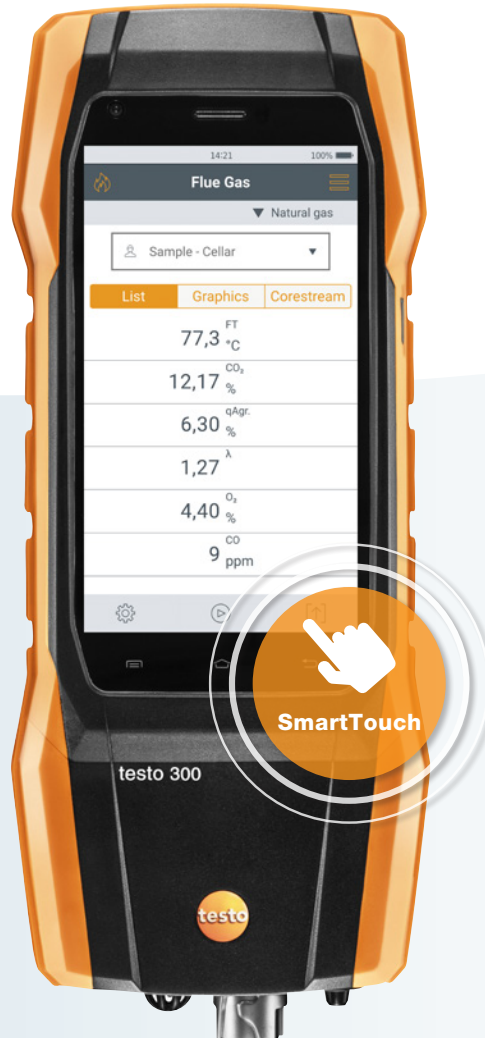 14:21 100%
Flue Gas
▼ Natural gas
Sample - Cellar ▼
List Graphics Corestream
77,3 FT °C
12,17 CO₂ %
6,30 qAgr. %
1,27 λ
4,40 O₂ %
9 CO ppm
SmartTouch
testo 300
testo